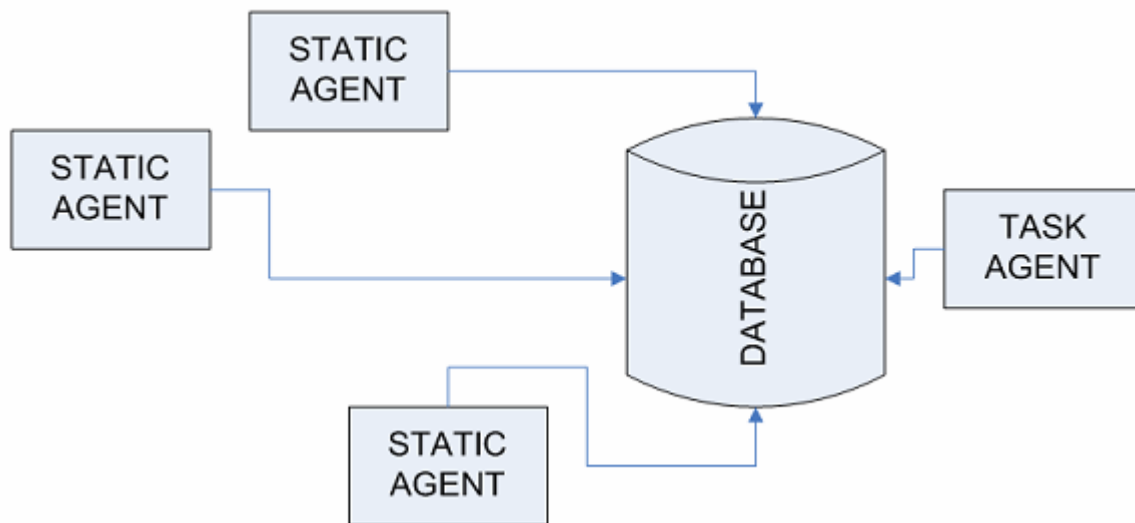 STATIC
AGENT
STATIC
AGENT
DATABASE
TASK
AGENT
STATIC
AGENT